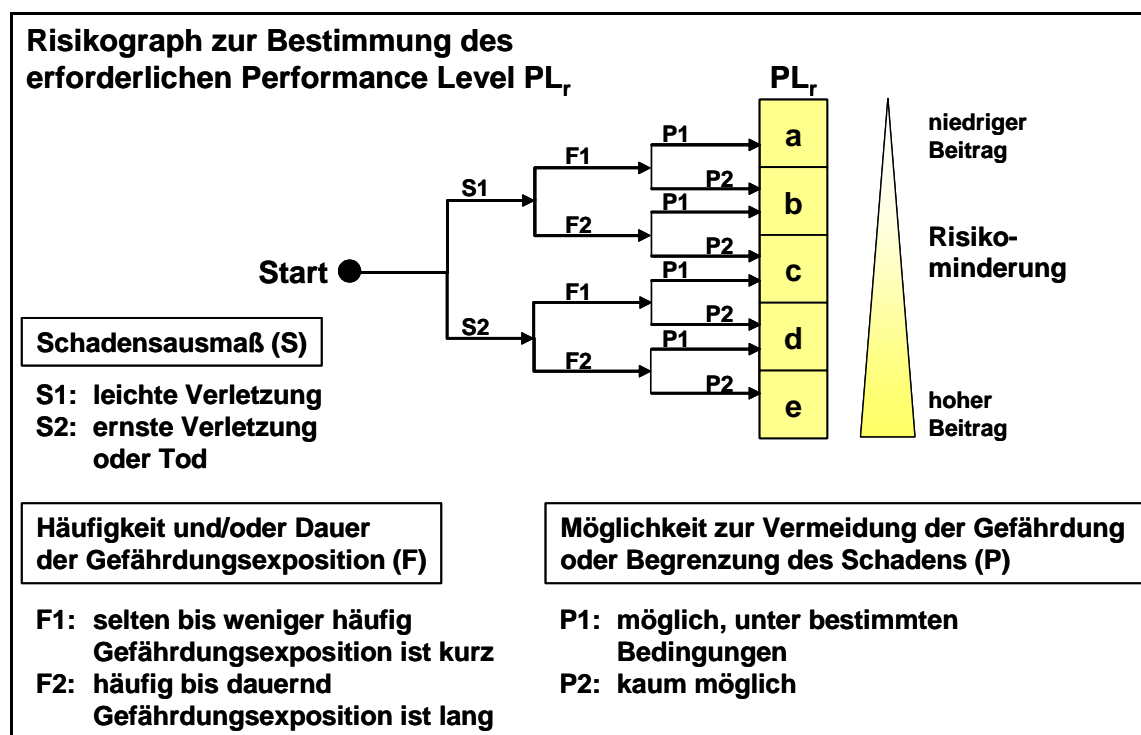 Risikograph zur Bestimmung des
erforderlichen Performance Level PLr
PLr
P1
a
niedriger
Beitrag
F1
P2
S1
P1
b
F2
Risiko-
minderung
P2
c
Start
P1
F1
P2
S2
P1
d
F2
P2
e
hoher
Beitrag
Schadensausmaß (S)
S1: leichte Verletzung
S2: ernste Verletzung
oder Tod
Häufigkeit und/oder Dauer
der Gefährdungsexposition (F)
F1: selten bis weniger häufig
Gefährdungsexposition ist kurz
F2: häufig bis dauernd
Gefährdungsexposition ist lang
Möglichkeit zur Vermeidung der Gefährdung
oder Begrenzung des Schadens (P)
P1: möglich, unter bestimmten
Bedingungen
P2: kaum möglich